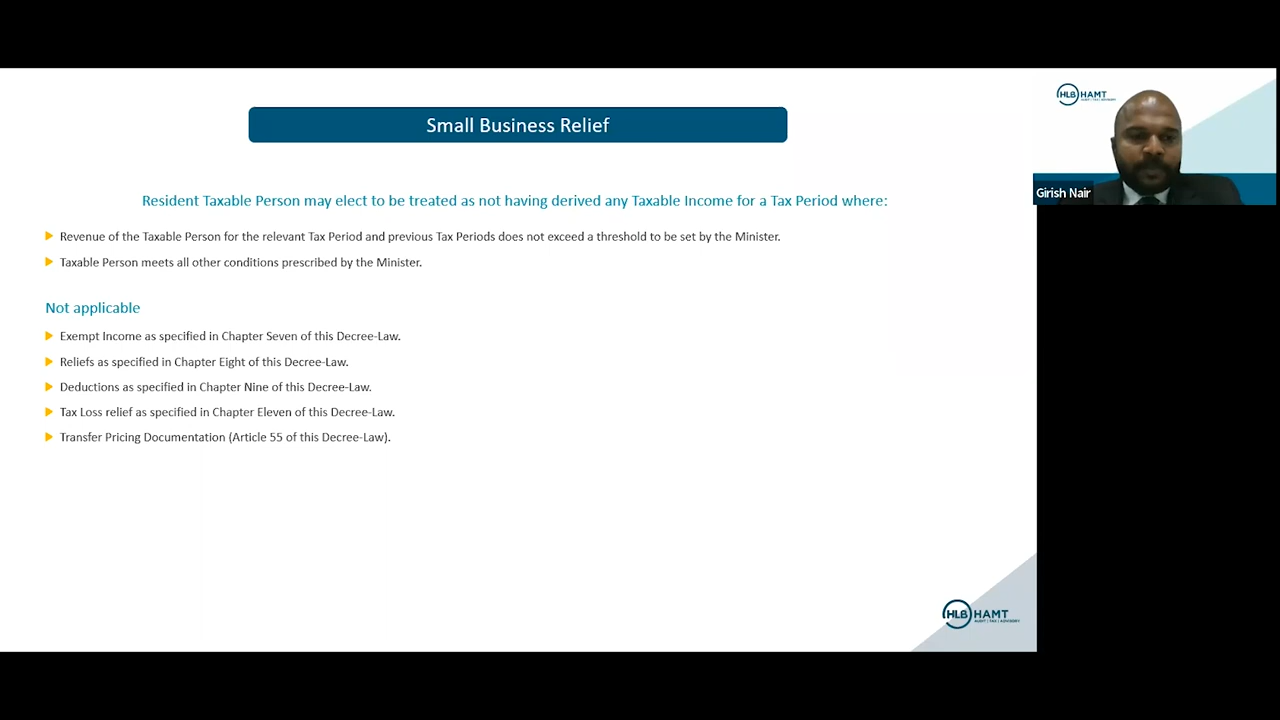 Small Business Relief
Resident Taxable Person may elect to be treated as not having derived any Taxable Income for a Tax Period where:
Revenue of the Taxable Person for the relevant Tax Period and previous Tax Periods does not exceed a threshold to be set by the Minister.
Taxable Person meets all other conditions prescribed by the Minister.
Not applicable
Exempt Income as specified in Chapter Seven of this Decree-Law.
Reliefs as specified in Chapter Eight of this Decree-Law.
Deductions as specified in Chapter Nine of this Decree-Law.
Tax Loss relief as specified in Chapter Eleven of this Decree-Law.
Transfer Pricing Documentation (Article 55 of this Decree-Law).
HLB HAMT
AUDIT | TAX | ADVISORY
HLB HAMT
AUDIT | TAX | ADVISORY
Girish Nair